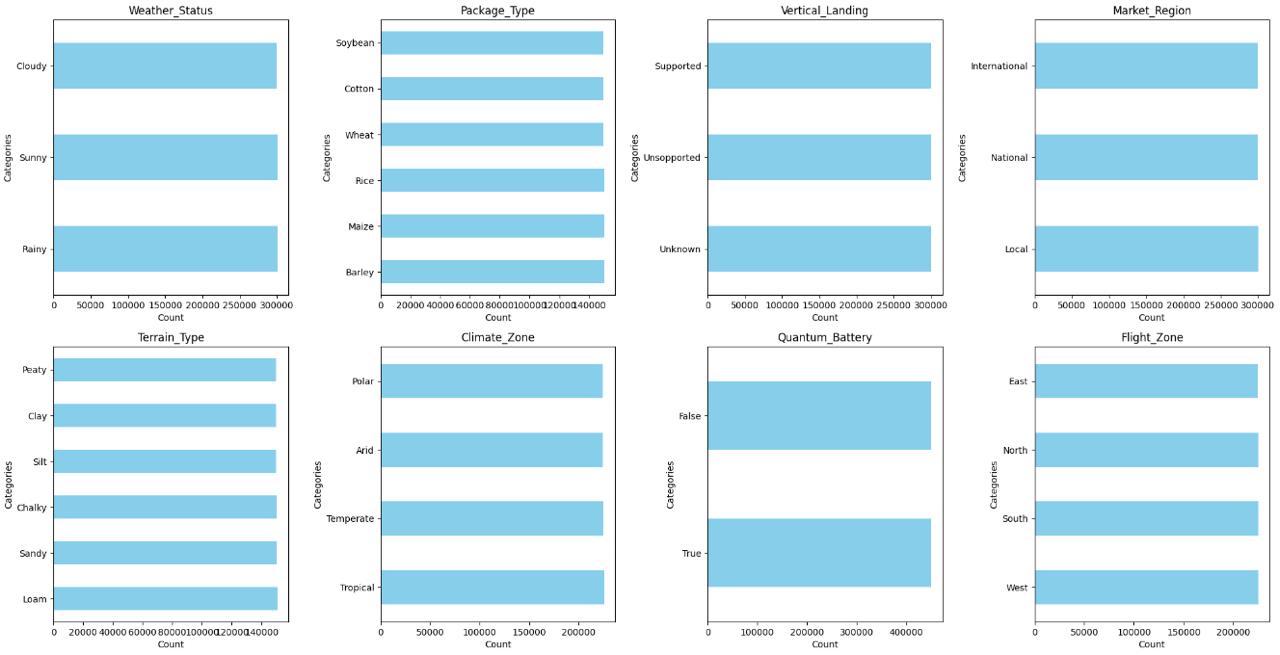 Weather_Status
Cloudy
Sunny
Rainy
Categories
0 50000 100000 150000 200000 250000 300000
Count
Package_Type
Soybean
Cotton
Wheat
Rice
Maize
Barley
Categories
0 20000 40000 60000 80000 100000 120000 140000
Count
Vertical_Landing
Supported
Unsopported
Unknown
Categories
0 50000 100000 150000 200000 250000 300000
Count
Market_Region
International
National
Local
Categories
0 50000 100000 150000 200000 250000 300000
Count
Terrain_Type
Peaty
Clay
Silt
Chalky
Sandy
Loam
Categories
0 20000 40000 60000 80000 100000 120000 140000
Count
Climate_Zone
Polar
Arid
Temperate
Tropical
Categories
0 50000 100000 150000 200000
Count
Quantum_Battery
False
True
Categories
0 100000 200000 300000 400000
Count
Flight_Zone
East
North
South
West
Categories
0 50000 100000 150000 200000
Count